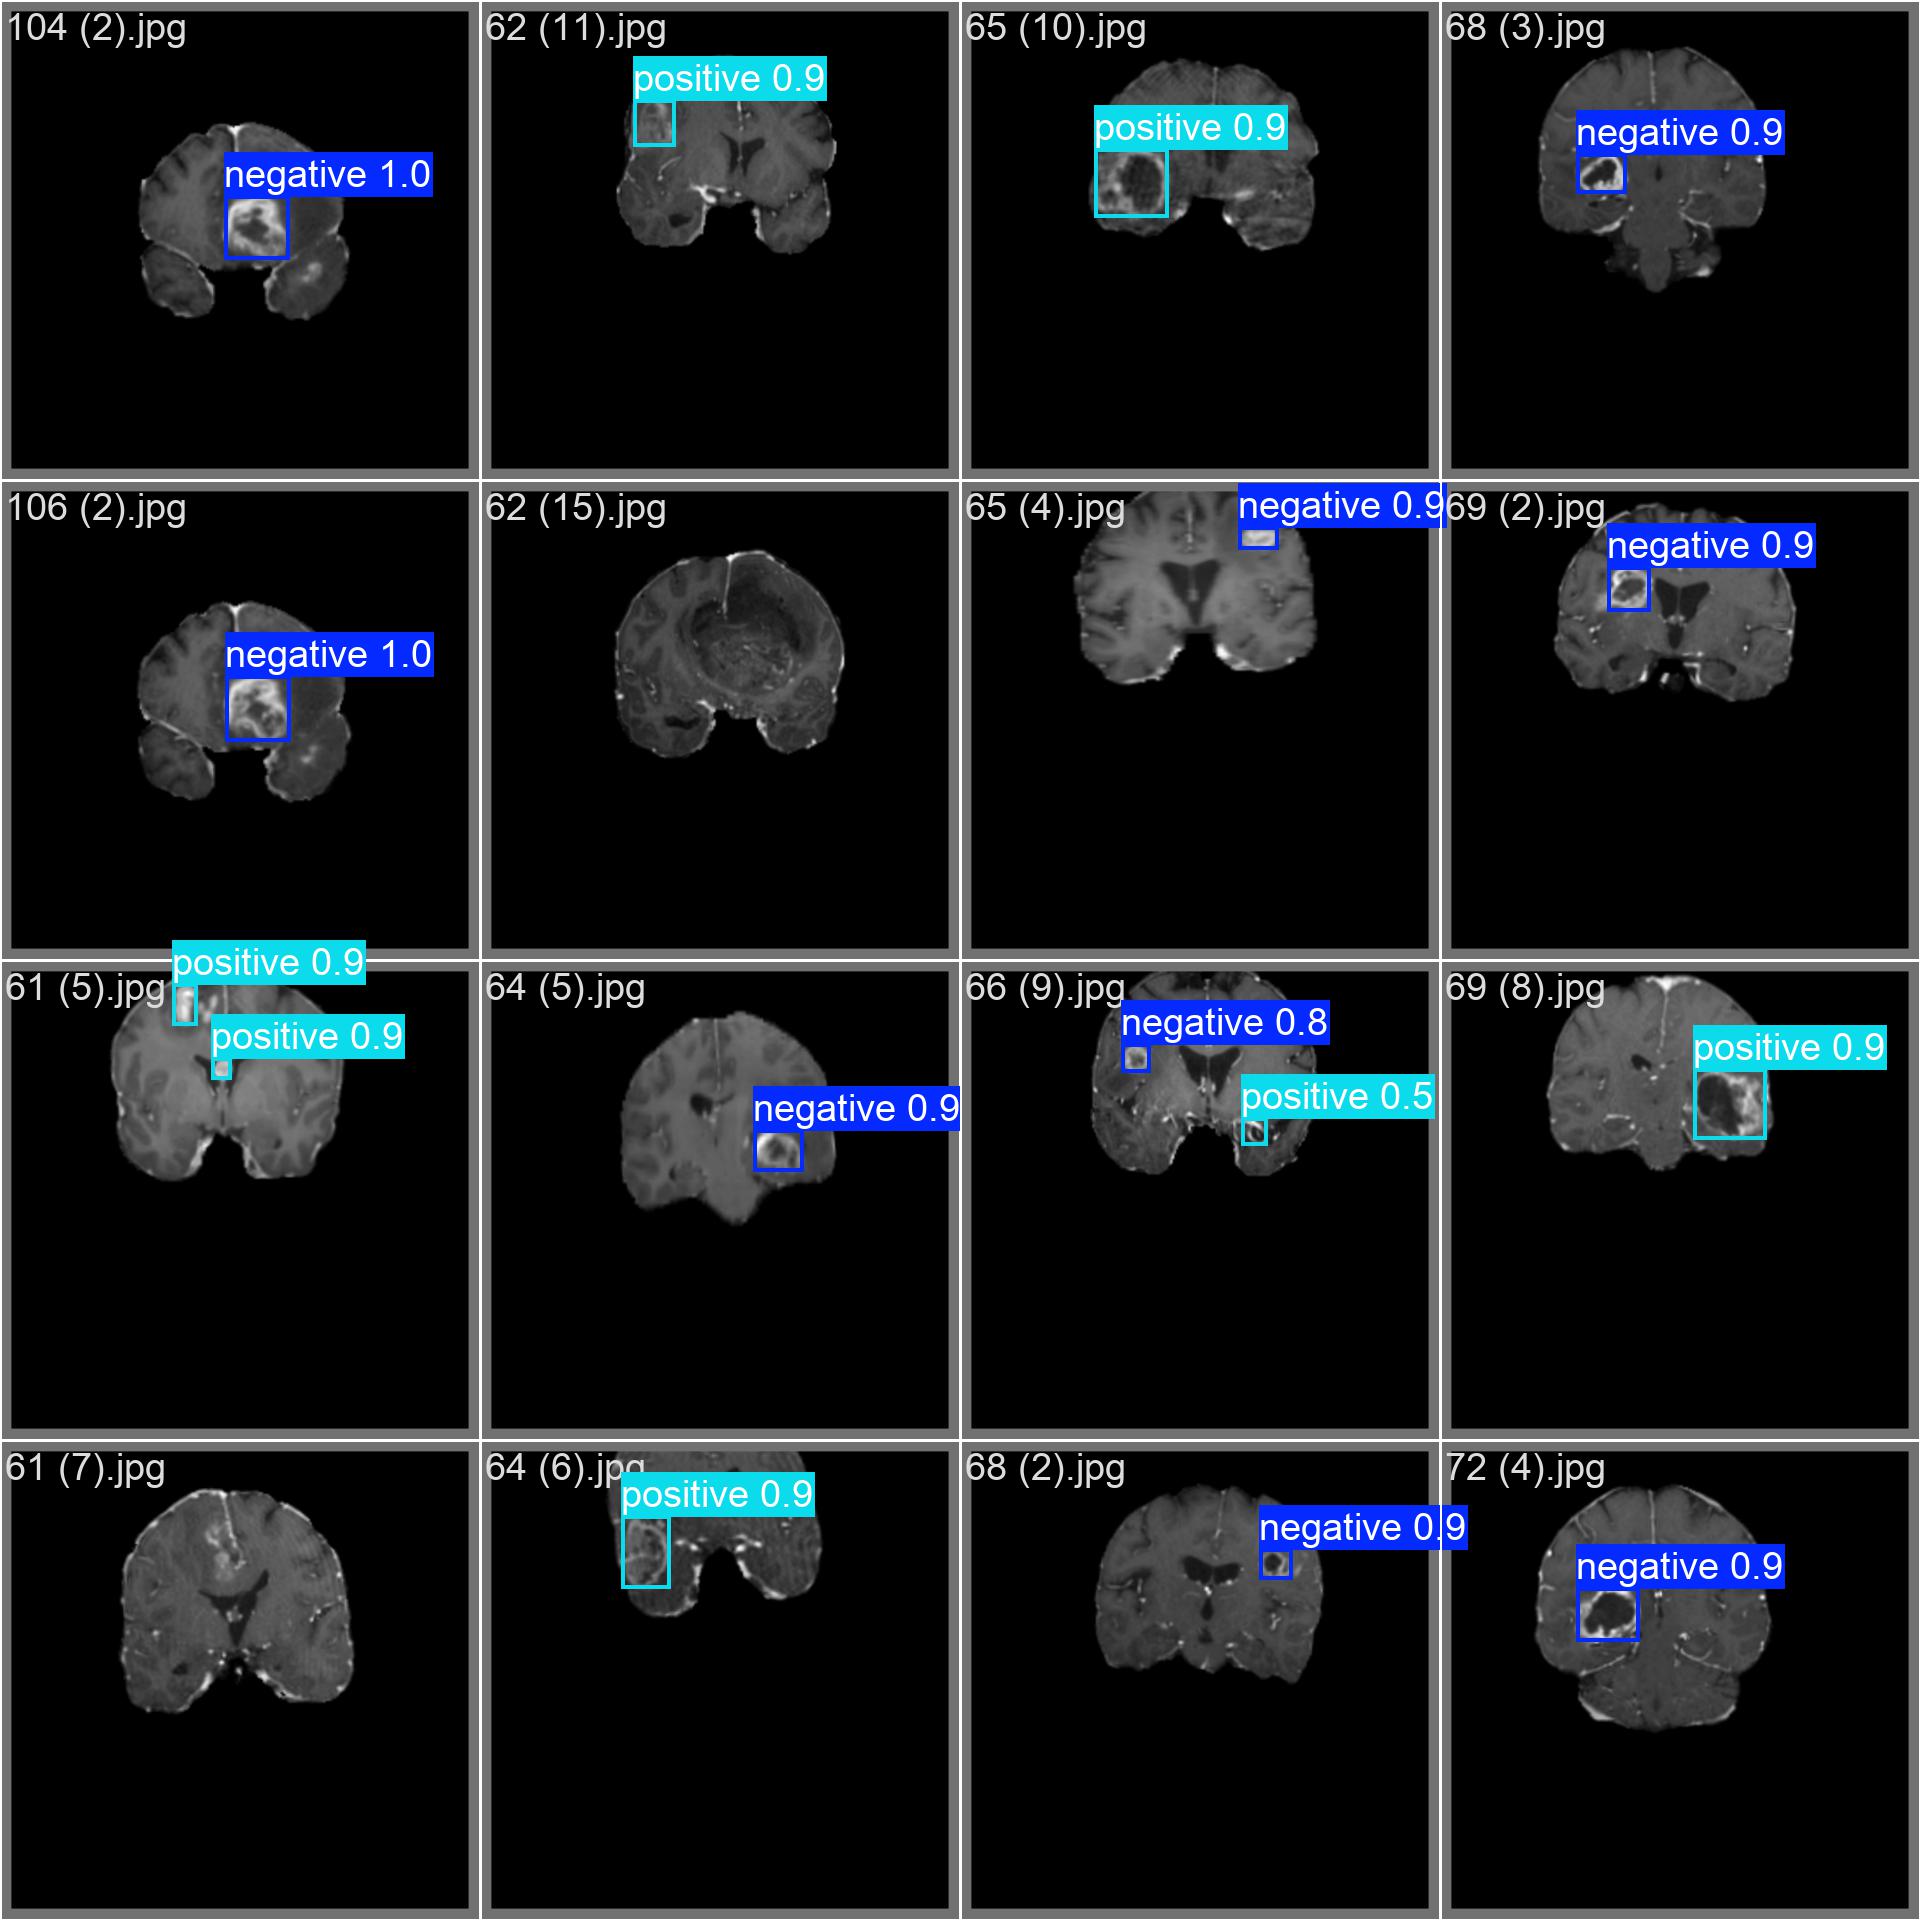 104 (2).jpg
negative 1.0
62 (11).jpg
positive 0.9
65 (10).jpg
positive 0.9
68 (3).jpg
negative 0.9
106 (2).jpg
negative 1.0
62 (15).jpg
65 (4).jpg
negative 0.9
69 (2).jpg
negative 0.9
61 (5).jpg
positive 0.9
positive 0.9
64 (5).jpg
negative 0.9
66 (9).jpg
negative 0.8
positive 0.5
69 (8).jpg
positive 0.9
61 (7).jpg
64 (6).jpg
positive 0.9
68 (2).jpg
negative 0.9
72 (4).jpg
negative 0.9